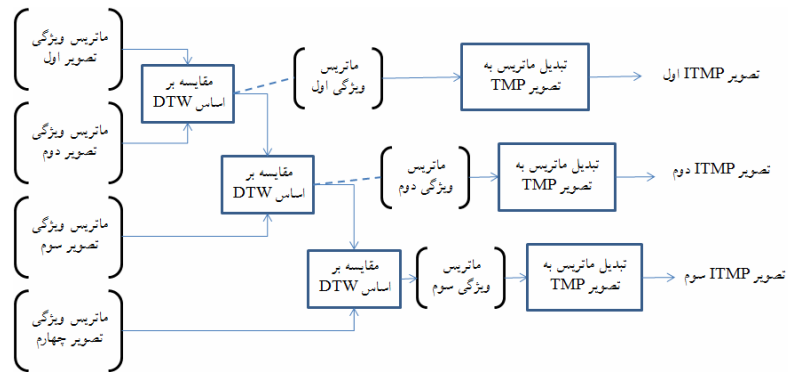 ماتریس ویژگی
تصویر اول
ماتریس ویژگی
تصویر دوم
ماتریس ویژگی
تصویر سوم
ماتریس ویژگی
تصویر چهارم
مقایسه بر
اساس DTW
ماتریس
ویژگی اول
تبدیل ماتریس به
تصویر TMP
تصویر ITMP اول
مقایسه بر
اساس DTW
ماتریس
ویژگی دوم
تبدیل ماتریس به
تصویر TMP
تصویر ITMP دوم
مقایسه بر
اساس DTW
ماتریس
ویژگی سوم
تبدیل ماتریس به
تصویر TMP
تصویر ITMP سوم